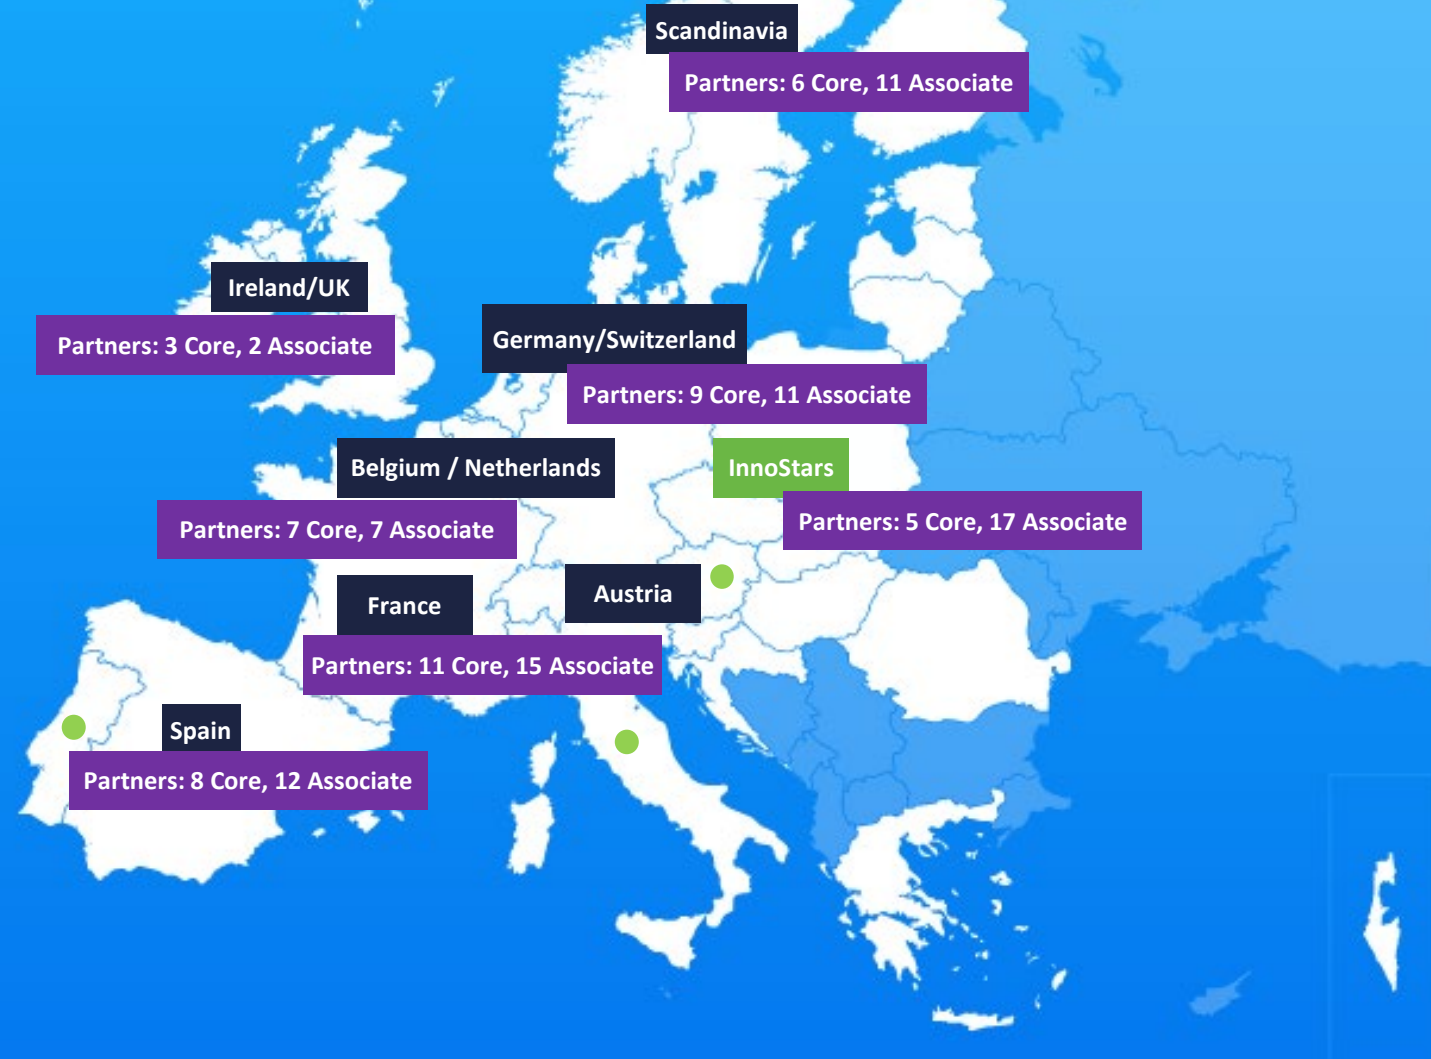 Scandinavia
Partners: 6 Core, 11 Associate
Ireland/UK
Partners: 3 Core, 2 Associate
Germany/Switzerland
Partners: 9 Core, 11 Associate
Belgium / Netherlands
Partners: 7 Core, 7 Associate
InnoStars
Partners: 5 Core, 17 Associate
France
Partners: 11 Core, 15 Associate
Austria
Spain
Partners: 8 Core, 12 Associate